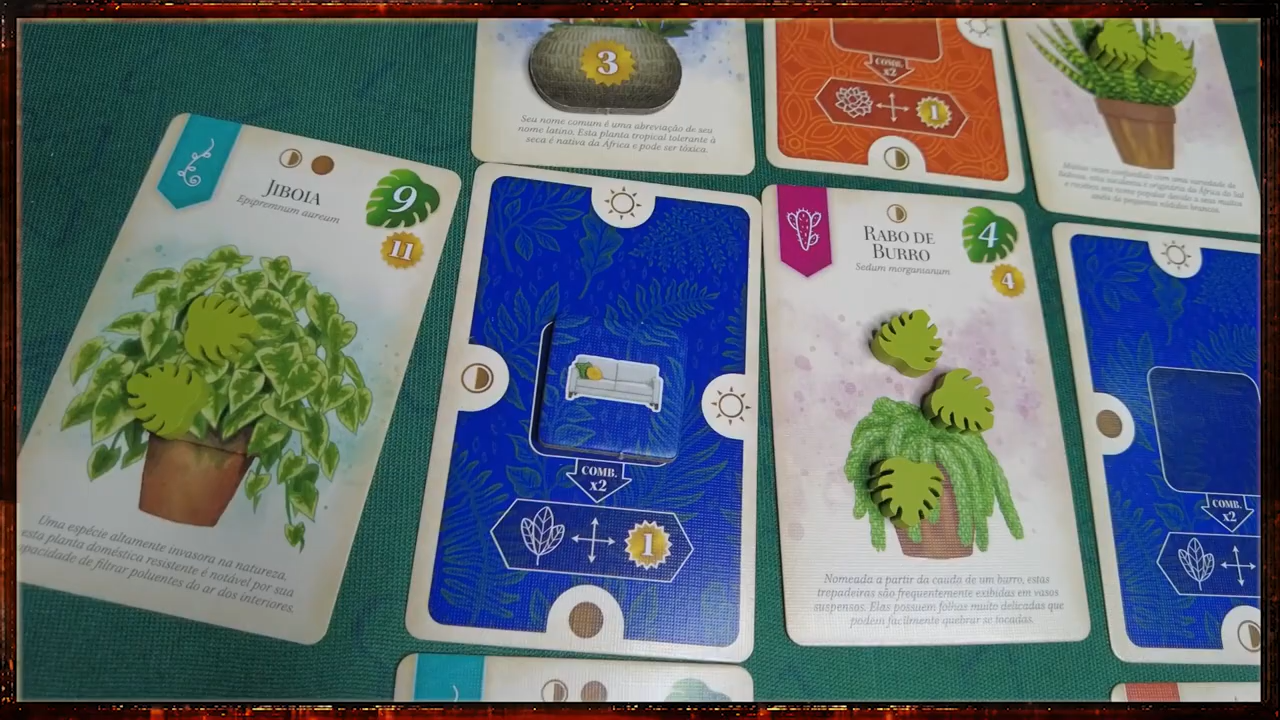 3
Seu nome comum é uma abreviação de seu
nome latino. Esta planta tropical tolerante à
seca é nativa da África e pode ser tóxica.
COMB.
x2
1
JIBOIA
Epipremnum aureum
9
11
Uma espécie altamente invasora na natureza,
esta planta doméstica resistente é notável por sua
capacidade de filtrar poluentes do ar dos interiores.
COMB.
x2
1
RABO DE
BURRO
Sedum morganianum
4
4
Nomeada a partir da cauda de um burro, estas
trepadeiras são frequentemente exibidas em vasos
suspensos. Elas possuem folhas muito delicadas que
podem facilmente quebrar se tocadas.
COMB.
x2